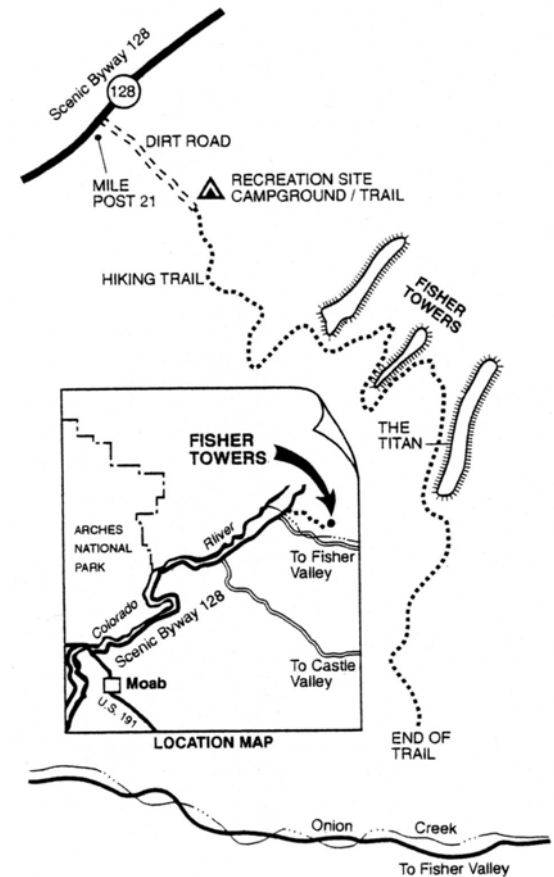 Scenic Byway 128
128
DIRT ROAD
MILE
POST 21
RECREATION SITE
CAMPGROUND / TRAIL
HIKING TRAIL
FISHER
TOWERS
THE
TITAN
FISHER
TOWERS
ARCHES
NATIONAL
PARK
Rliver
To Fisher
Valley
Colorado
Scenic Byway 128
To Castle
Valley
Moab
U.S. 191
LOCATION MAP
END OF
TRAIL
Onion Creek
To Fisher Valley